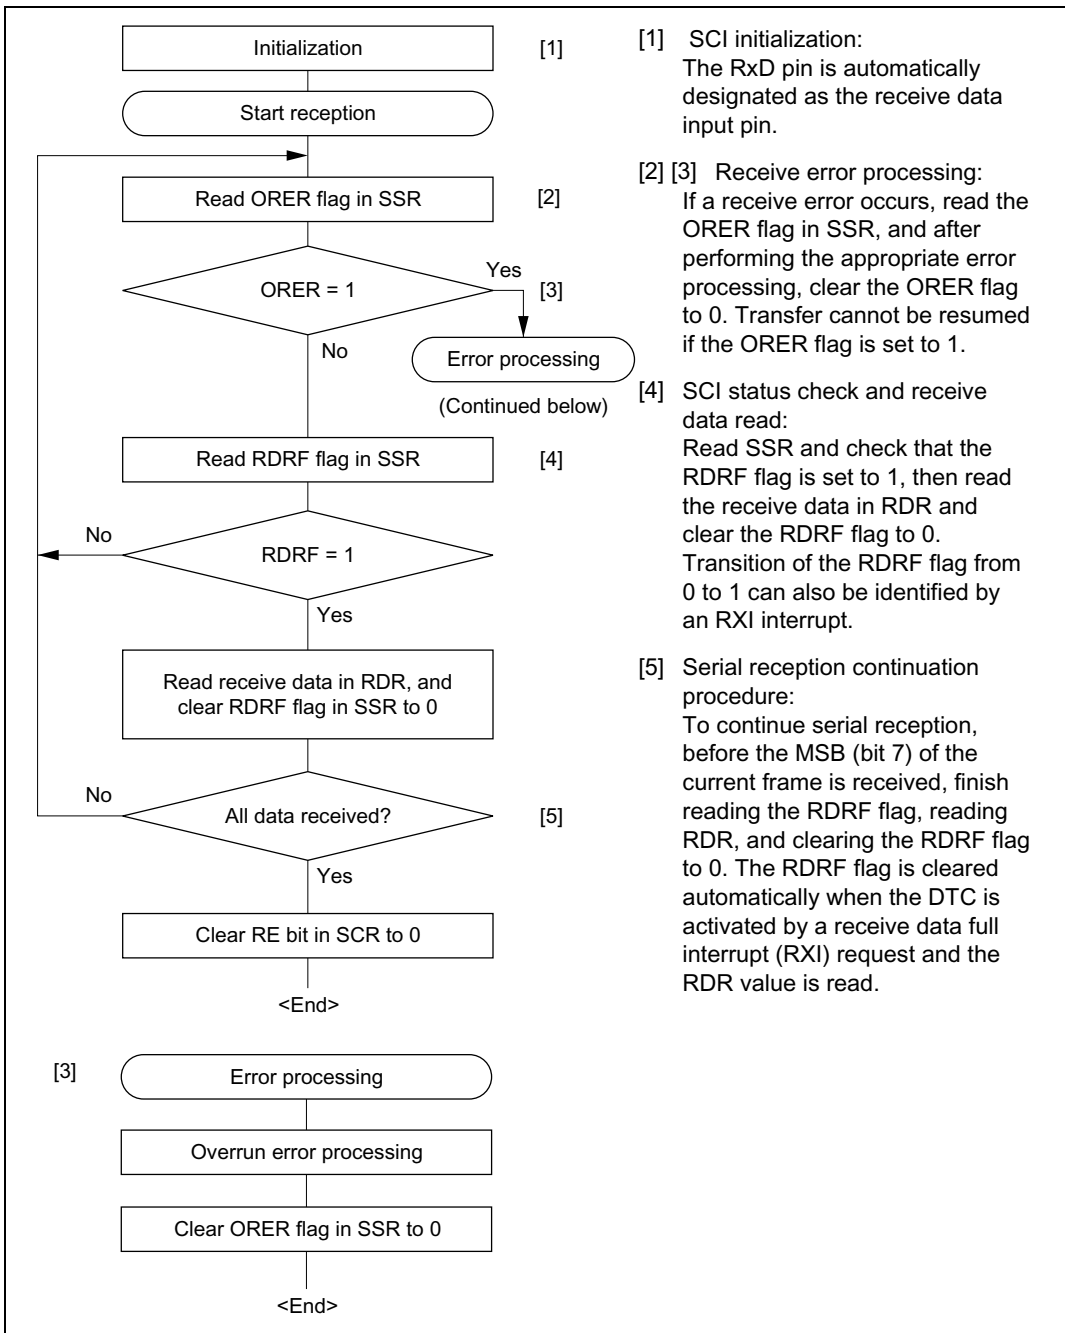 Initialization
[1]
Start reception
Read ORER flag in SSR
[2]
ORER = 1
Yes
[3]
No
Error processing
(Continued below)
Read RDRF flag in SSR
[4]
No
RDRF = 1
Yes
Read receive data in RDR, and
clear RDRF flag in SSR to 0
No
All data received?
[5]
Yes
Clear RE bit in SCR to 0
<End>
[3]
Error processing
Overrun error processing
Clear ORER flag in SSR to 0
<End>
[1] SCI initialization:
The RxD pin is automatically
designated as the receive data
input pin.
[2] [3] Receive error processing:
If a receive error occurs, read the
ORER flag in SSR, and after
performing the appropriate error
processing, clear the ORER flag
to 0. Transfer cannot be resumed
if the ORER flag is set to 1.
[4] SCI status check and receive
data read:
Read SSR and check that the
RDRF flag is set to 1, then read
the receive data in RDR and
clear the RDRF flag to 0.
Transition of the RDRF flag from
0 to 1 can also be identified by
an RXI interrupt.
[5] Serial reception continuation
procedure:
To continue serial reception,
before the MSB (bit 7) of the
current frame is received, finish
reading the RDRF flag, reading
RDR, and clearing the RDRF flag
to 0. The RDRF flag is cleared
automatically when the DTC is
activated by a receive data full
interrupt (RXI) request and the
RDR value is read.